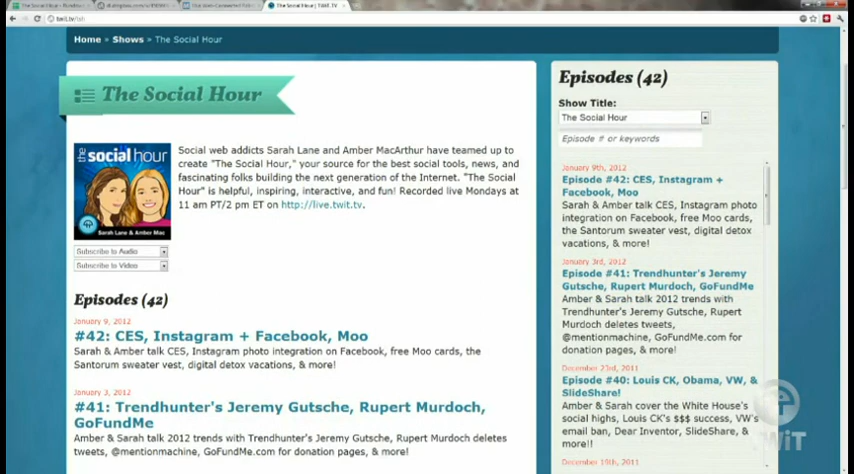 The Social Hour | TWiT.TV
twit.tv/sh
Home » Shows » The Social Hour
The Social Hour
the social hour
Sarah Lane & Amber Mac
Social web addicts Sarah Lane and Amber MacArthur have teamed up to
create "The Social Hour," your source for the best social tools, news, and
fascinating folks building the next generation of the Internet. "The Social
Hour" is helpful, inspiring, interactive, and fun! Recorded live Mondays at
11 am PT/2 pm ET on http://live.twit.tv.
Subscribe to Audio
Subscribe to Video
Episodes (42)
January 9, 2012
#42: CES, Instagram + Facebook, Moo
Sarah & Amber talk CES, Instagram photo integration on Facebook, free Moo cards, the
Santorum sweater vest, digital detox vacations, & more!
January 3, 2012
#41: Trendhunter's Jeremy Gutsche, Rupert Murdoch,
GoFundMe
Amber & Sarah talk 2012 trends with Trendhunter's Jeremy Gutsche, Rupert Murdoch deletes
tweets, @mentionmachine, GoFundMe.com for donation pages, & more!
Episodes (42)
Show Title:
The Social Hour
Episode # or keywords
January 9th, 2012
Episode #42: CES, Instagram +
Facebook, Moo
Sarah & Amber talk CES, Instagram photo
integration on Facebook, free Moo cards,
the Santorum sweater vest, digital detox
vacations, & more!
January 3rd, 2012
Episode #41: Trendhunter's Jeremy
Gutsche, Rupert Murdoch, GoFundMe
Amber & Sarah talk 2012 trends with
Trendhunter's Jeremy Gutsche, Rupert
Murdoch deletes tweets,
@mentionmachine, GoFundMe.com for
donation pages, & more!
December 23rd, 2011
Episode #40: Louis CK, Obama, VW, &
SlideShare!
Amber & Sarah cover the White House's
social highs, Louis CK's $$$ success, VW's
email ban, Dear Inventor, SlideShare, &
more!!
December 19th, 2011
TWiT